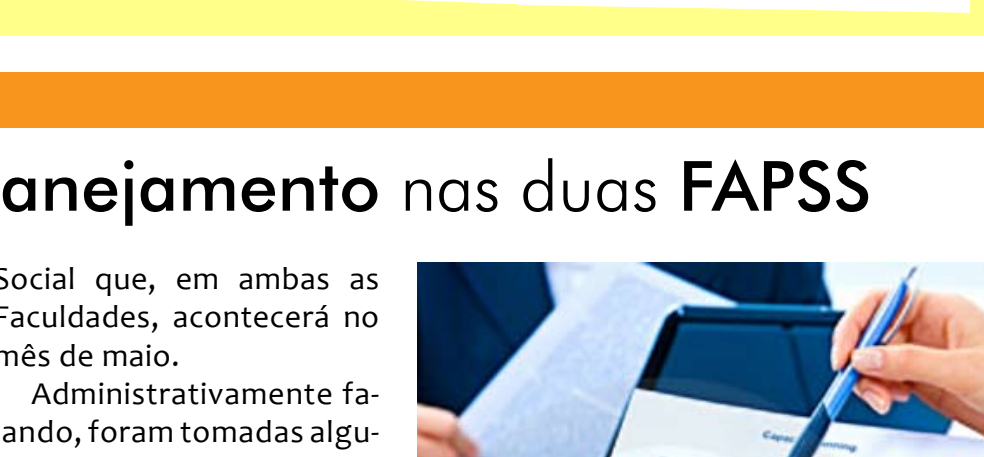 anejamento nas duas FAPSS
Social que, em ambas as
Faculdades, acontecerá no
mês de maio.
Administrativamente fa-
lando, foram tomadas algu-